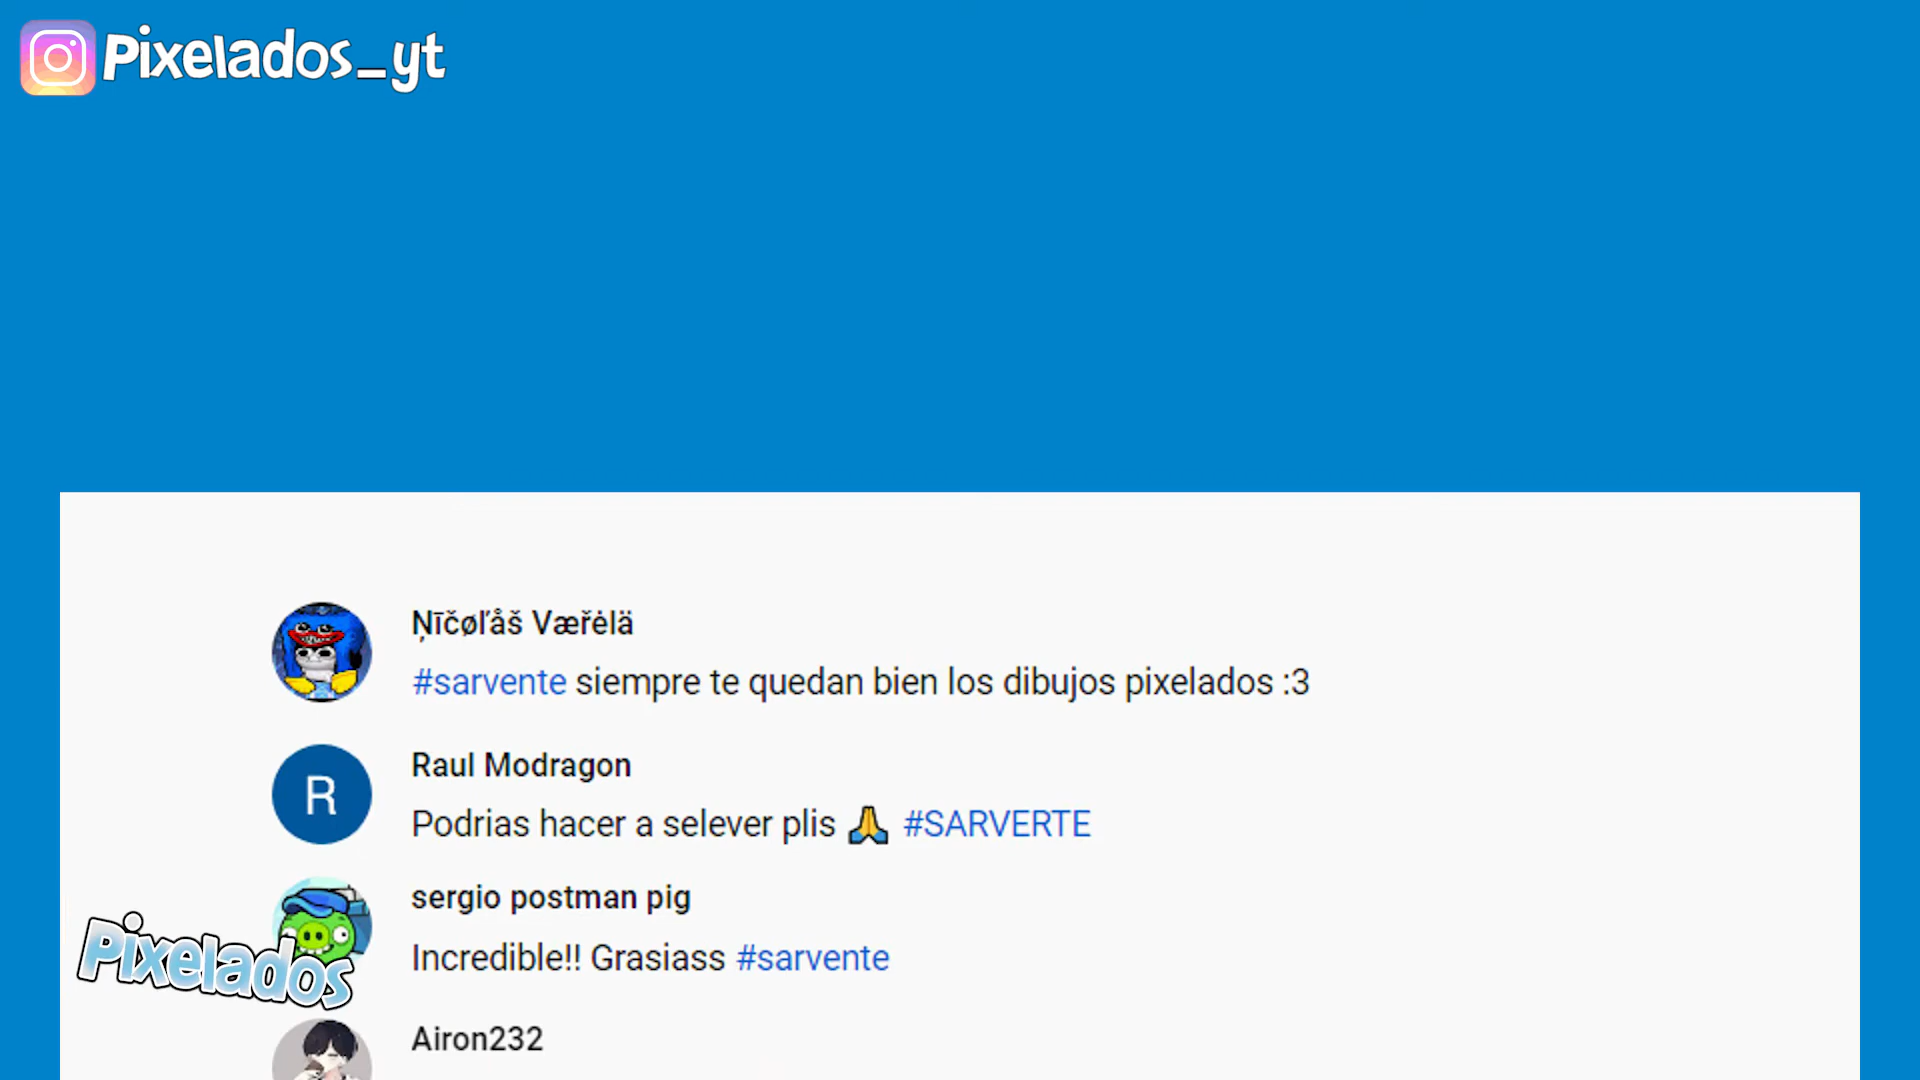 Pixelados_yt
Ņīčøľåš Væřėlä
#sarvente siempre te quedan bien los dibujos pixelados :3
R
Raul Modragon
Podrias hacer a selever plis 🙏 #SARVERTE
sergio postman pig
Incredible!! Grasiass #sarvente
Pixelados
Airon232